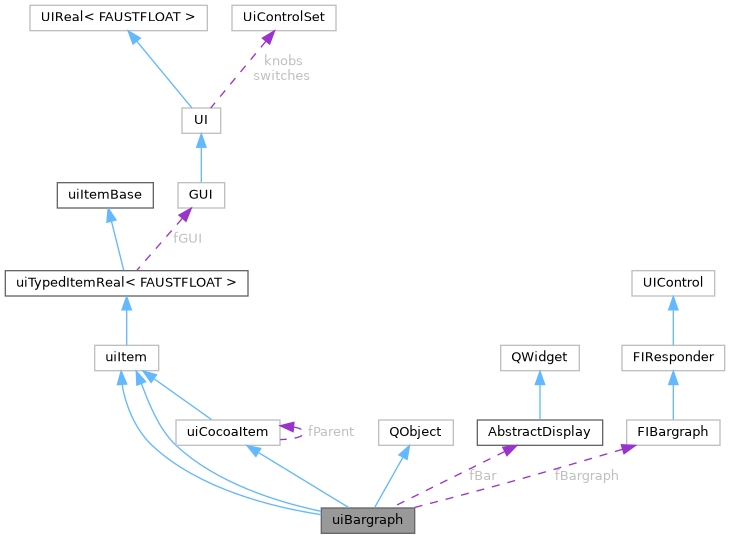 UIReal< FAUSTFLOAT >
UiControlSet
knobs
switches
UI
uiItemBase
GUI
fGUI
uiTypedItemReal< FAUSTFLOAT >
UIControl
uiItem
QWidget
FIResponder
uiCocoaItem
fParent
QObject
AbstractDisplay
FIBargraph
fBar
fBargraph
uiBargraph